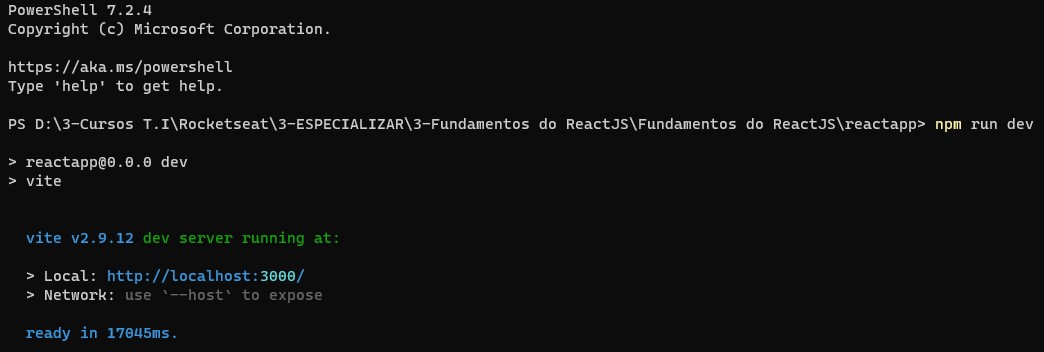 PowerShell 7.2.4
Copyright (c) Microsoft Corporation.
https://aka.ms/powershell
Type 'help' to get help.
PS D:\3-Cursos T.I\Rocketseat\3-ESPECIALIZAR\3-Fundamentos do ReactJS\Fundamentos do ReactJS\reactapp> npm run dev
> reactapp@0.0.0 dev
> vite
vite v2.9.12 dev server running at:
> Local: http://localhost:3000/
> Network: use `--host` to expose
ready in 17045ms.